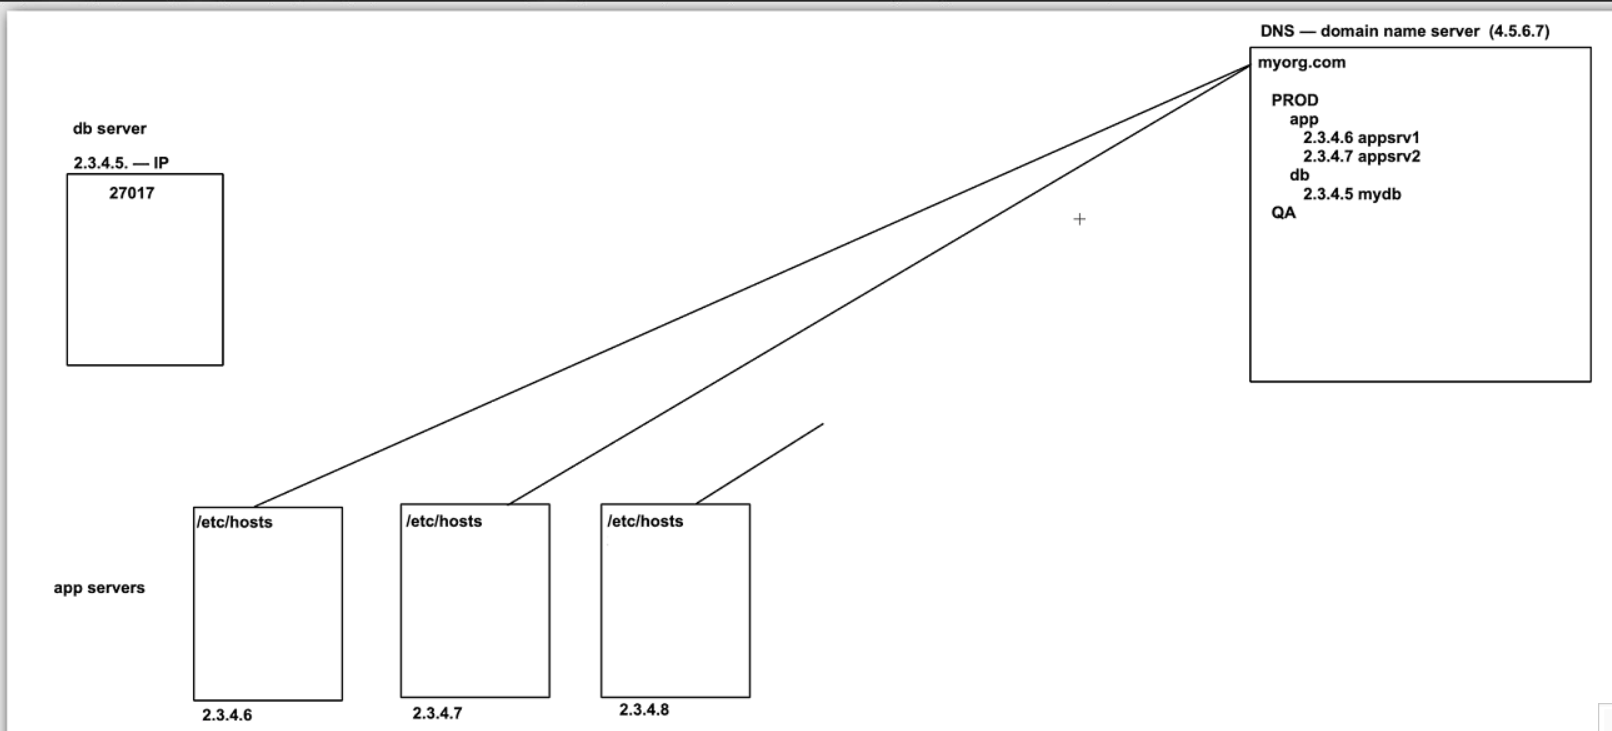 DNS — domain name server (4.5.6.7)
myorg.com
PROD
app
2.3.4.6 appsrv1
2.3.4.7 appsrv2
db
2.3.4.5 mydb
QA
db server
2.3.4.5. — IP
27017
/etc/hosts
/etc/hosts
/etc/hosts
app servers
2.3.4.6
2.3.4.7
2.3.4.8